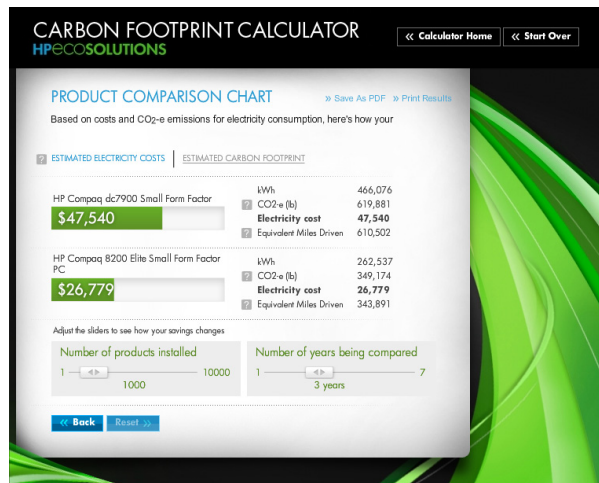 CARBON FOOTPRINT CALCULATOR
HPecoSOLUTIONS
« Calculator Home
« Start Over
PRODUCT COMPARISON CHART
» Save As PDF » Print Results
Based on costs and CO2-e emissions for electricity consumption, here's how your
? ESTIMATED ELECTRICITY COSTS | ESTIMATED CARBON FOOTPRINT
HP Compaq dc7900 Small Form Factor
$47,540
kWh 466,076
? CO2-e (lb) 619,881
Electricity cost 47,540
? Equivalent Miles Driven 610,502
HP Compaq 8200 Elite Small Form Factor
PC
$26,779
kWh 262,537
? CO2-e (lb) 349,174
Electricity cost 26,779
? Equivalent Miles Driven 343,891
Adjust the sliders to see how your savings changes
Number of products installed
1 10000
1000
Number of years being compared
1 7
3 years
« Back
Reset »